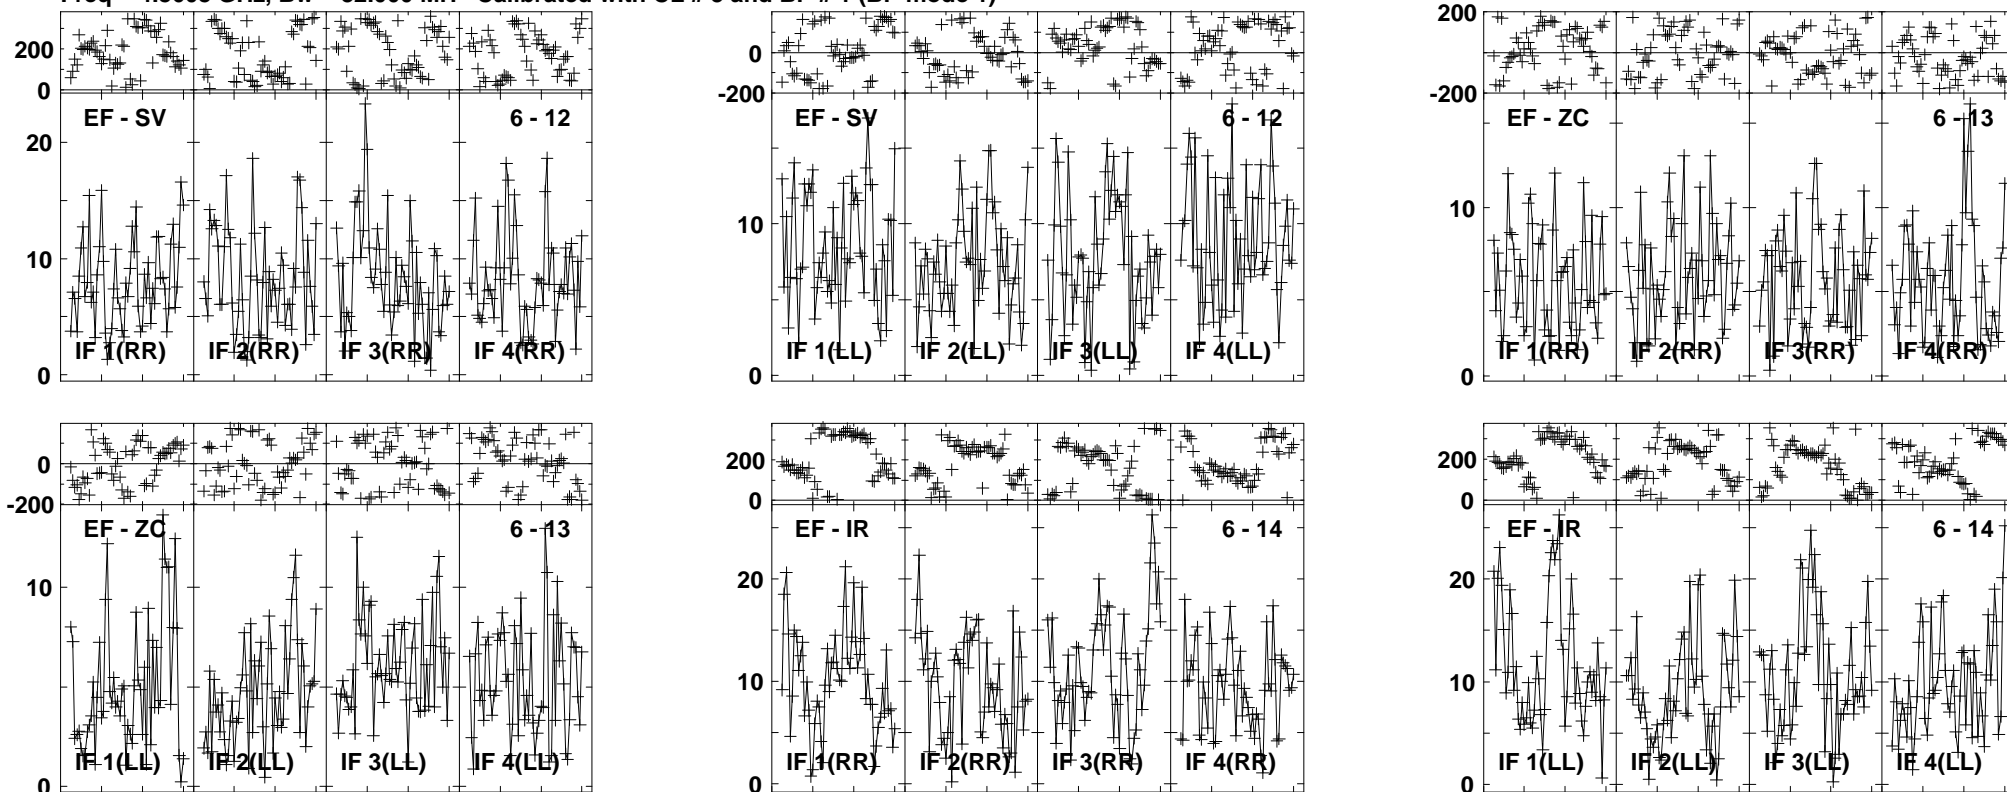 200
0
EF - SV
6 - 12
20
10
0
IF 1(RR)
IF 2(RR)
IF 3(RR)
IF 4(RR)
0
-200
EF - SV
6 - 12
10
0
IF 1(LL)
IF 2(LL)
IF 3(LL)
IF 4(LL)
200
0
-200
EF - ZC
6 - 13
10
0
IF 1(RR)
IF 2(RR)
IF 3(RR)
IF 4(RR)
0
-200
EF - ZC
6 - 13
10
0
IF 1(LL)
IF 2(LL)
IF 3(LL)
IF 4(LL)
200
0
EF - IR
6 - 14
20
10
0
IF 1(RR)
IF 2(RR)
IF 3(RR)
IF 4(RR)
200
0
EF - IR
6 - 14
20
10
0
IF 1(LL)
IF 2(LL)
IF 3(LL)
IF 4(LL)